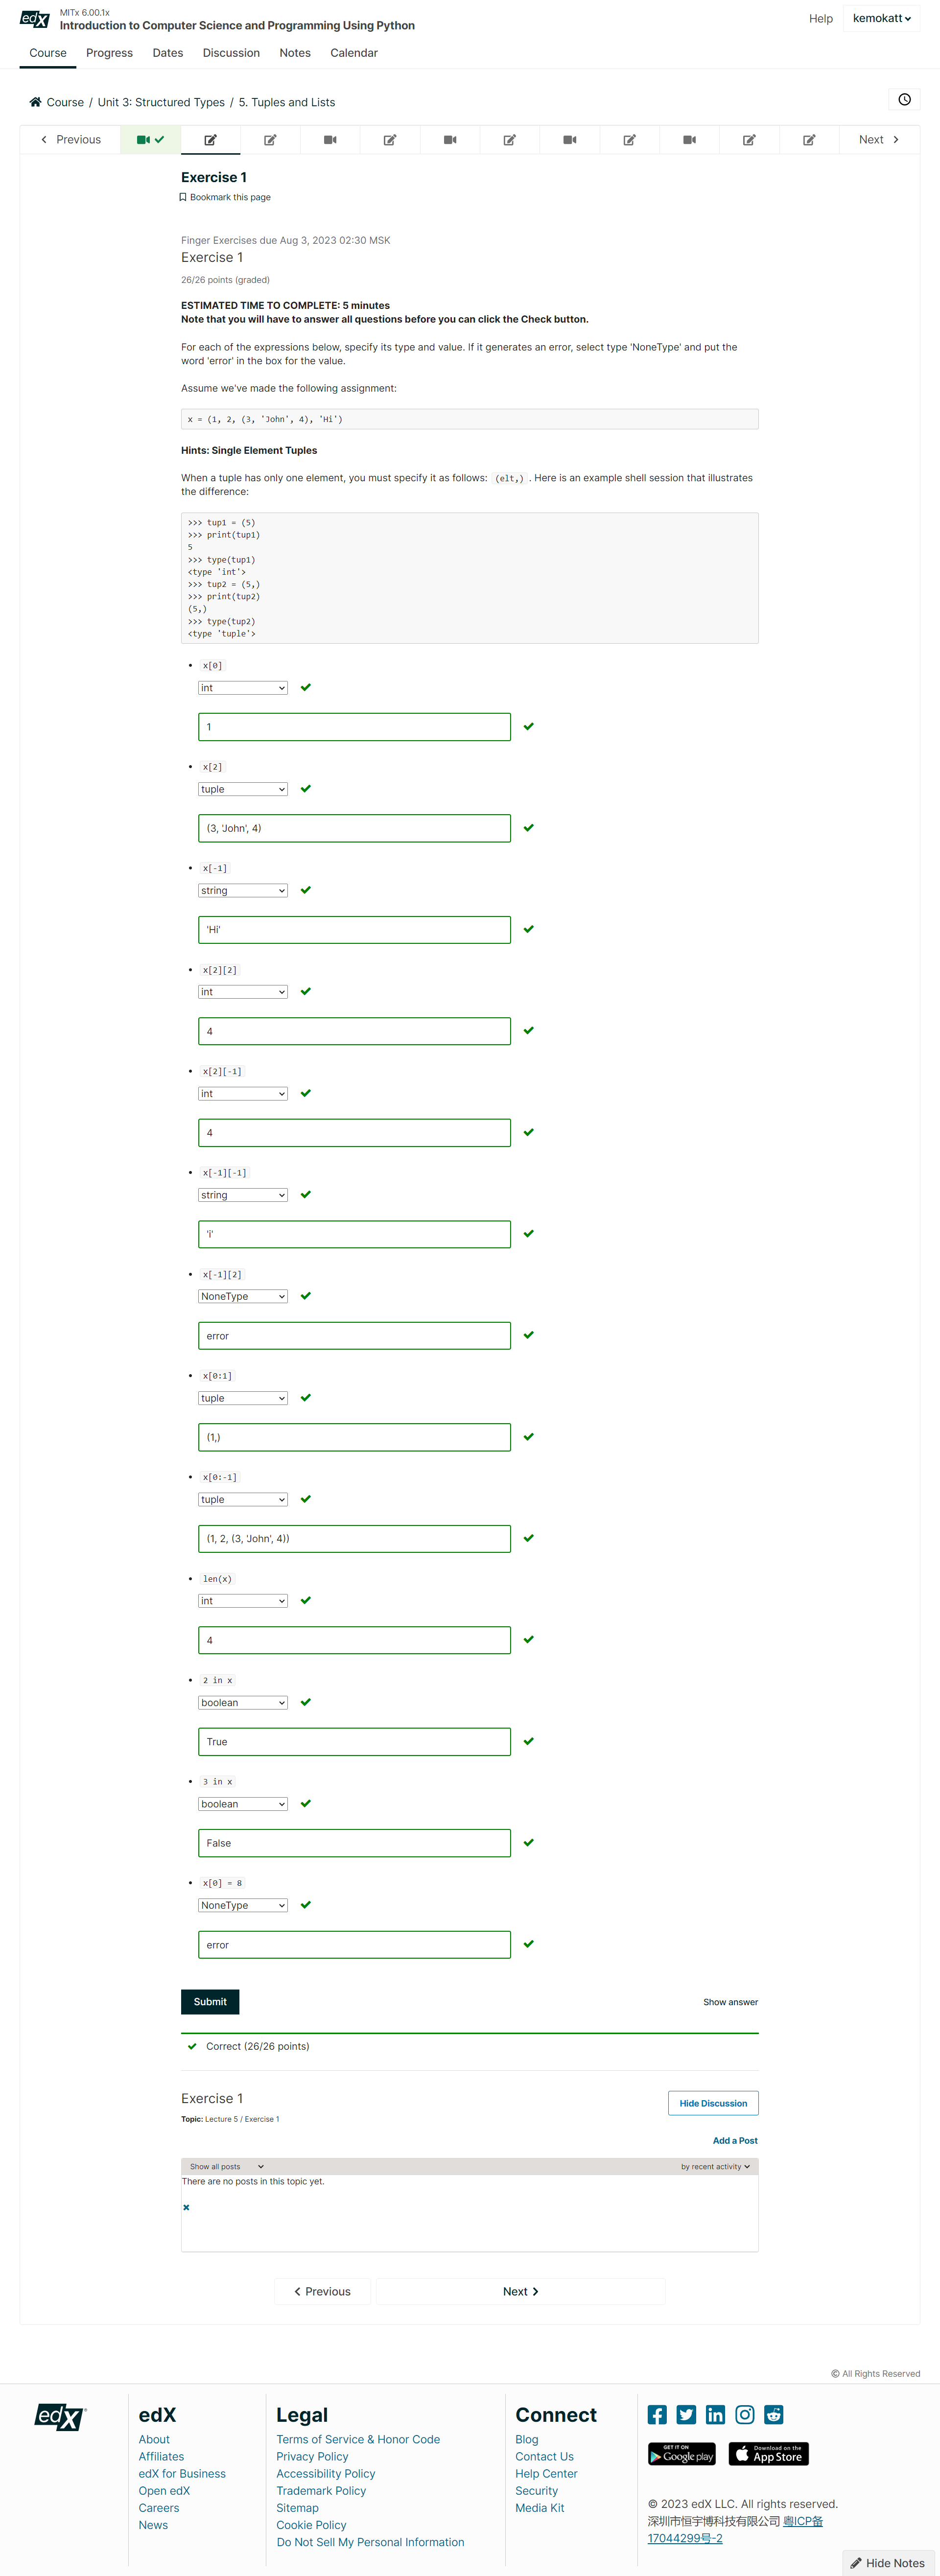 edX
MITx 6.00.1x
Introduction to Computer Science and Programming Using Python
Help
kemokatt
Course
Progress
Dates
Discussion
Notes
Calendar
Course / Unit 3: Structured Types / 5. Tuples and Lists
Previous
Next
Exercise 1
Bookmark this page
Finger Exercises due Aug 3, 2023 02:30 MSK
Exercise 1
26/26 points (graded)
ESTIMATED TIME TO COMPLETE: 5 minutes
Note that you will have to answer all questions before you can click the Check button.
For each of the expressions below, specify its type and value. If it generates an error, select type 'NoneType' and put the
word 'error' in the box for the value.
Assume we've made the following assignment:
x = (1, 2, (3, 'John', 4), 'Hi')
Hints: Single Element Tuples
When a tuple has only one element, you must specify it as follows: (elt,) . Here is an example shell session that illustrates
the difference:
>>> tup1 = (5)
>>> print(tup1)
5
>>> type(tup1)
<type 'int'>
>>> tup2 = (5,)
>>> print(tup2)
(5,)
>>> type(tup2)
<type 'tuple'>
x[0]
int
1
x[2]
tuple
(3, 'John', 4)
x[-1]
string
'Hi'
x[2][2]
int
4
x[2][-1]
int
4
x[-1][-1]
string
'i'
x[-1][2]
NoneType
error
x[0:1]
tuple
(1,)
x[0:-1]
tuple
(1, 2, (3, 'John', 4))
len(x)
int
4
2 in x
boolean
True
3 in x
boolean
False
x[0] = 8
NoneType
error
Submit
Show answer
Correct (26/26 points)
Exercise 1
Hide Discussion
Topic: Lecture 5 / Exercise 1
Add a Post
Show all posts
by recent activity
There are no posts in this topic yet.
Previous
Next
© All Rights Reserved
edX
edX
About
Affiliates
edX for Business
Open edX
Careers
News
Legal
Terms of Service & Honor Code
Privacy Policy
Accessibility Policy
Trademark Policy
Sitemap
Cookie Policy
Do Not Sell My Personal Information
Connect
Blog
Contact Us
Help Center
Security
Media Kit
GET IT ON
Google play
Download on the
App Store
© 2023 edX LLC. All rights reserved.
深圳市恒宇博科技有限公司 粤ICP备
17044299号-2
Hide Notes